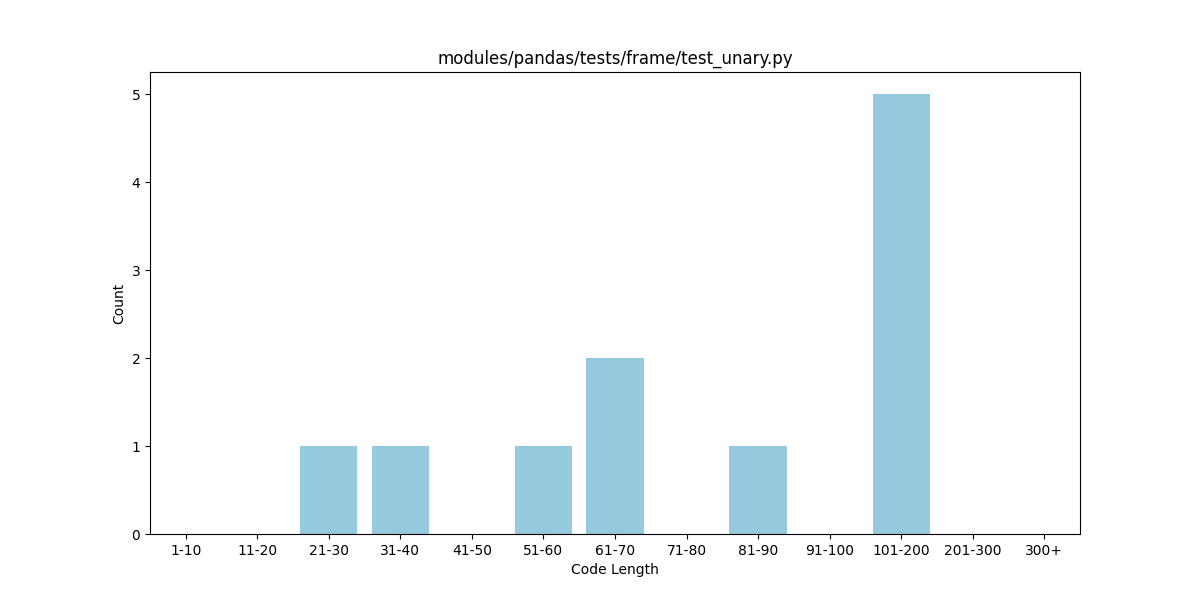 modules/pandas/tests/frame/test_unary.py
5
4
3
2
1
0
Count
1-10 11-20 21-30 31-40 41-50 51-60 61-70 71-80 81-90 91-100 101-200 201-300 300+
Code Length